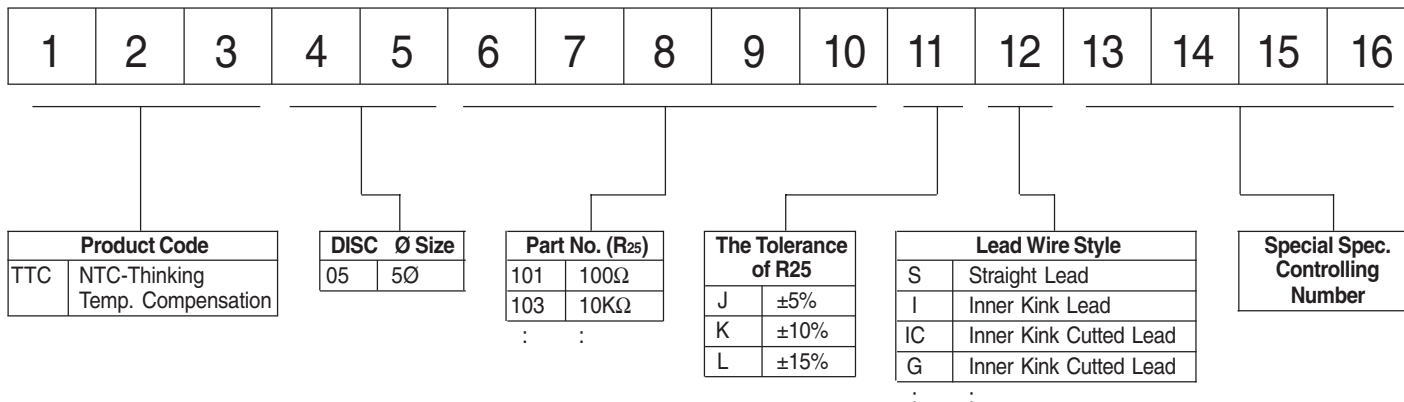 1 2 3 4 5 6 7 8 9 10 11 12 13 14 15 16
Product Code
TTC NTC-Thinking
Temp. Compensation
DISC Ø Size
05 5Ø
Part No. (R25)
101 100Ω
103 10KΩ
: :
The Tolerance
of R25
J ±5%
K ±10%
L ±15%
Lead Wire Style
S Straight Lead
I Inner Kink Lead
IC Inner Kink Cutted Lead
G Inner Kink Cutted Lead
: :
Special Spec.
Controlling
Number